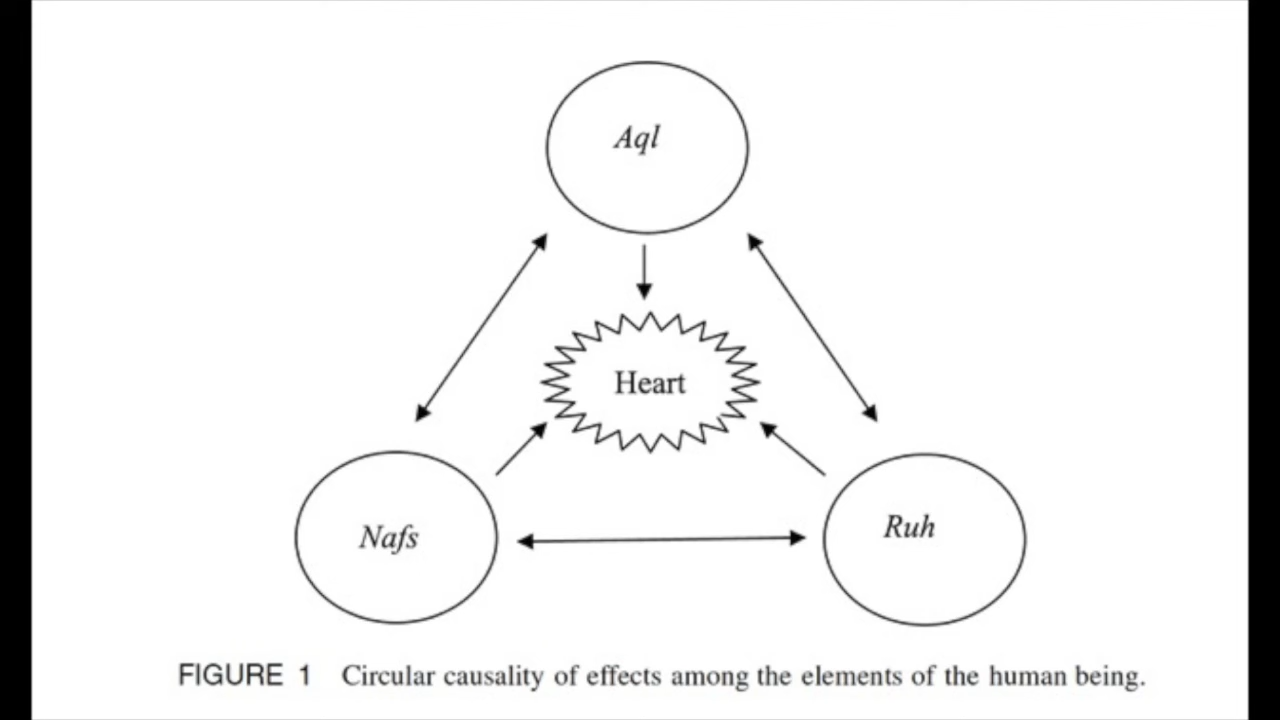 Aql
Heart
Nafs
Ruh
FIGURE 1 Circular causality of effects among the elements of the human being.